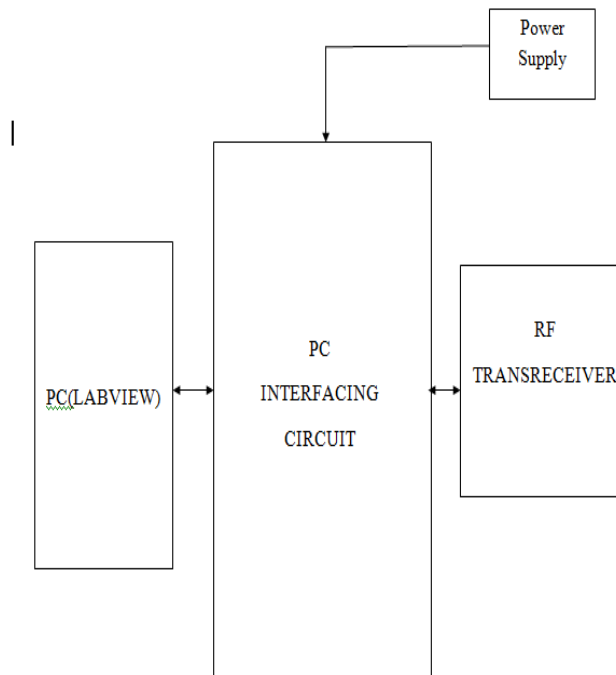 Power
Supply
PC(LABVIEW)
PC
INTERFACING
CIRCUIT
RF
TRANSRECEIVER